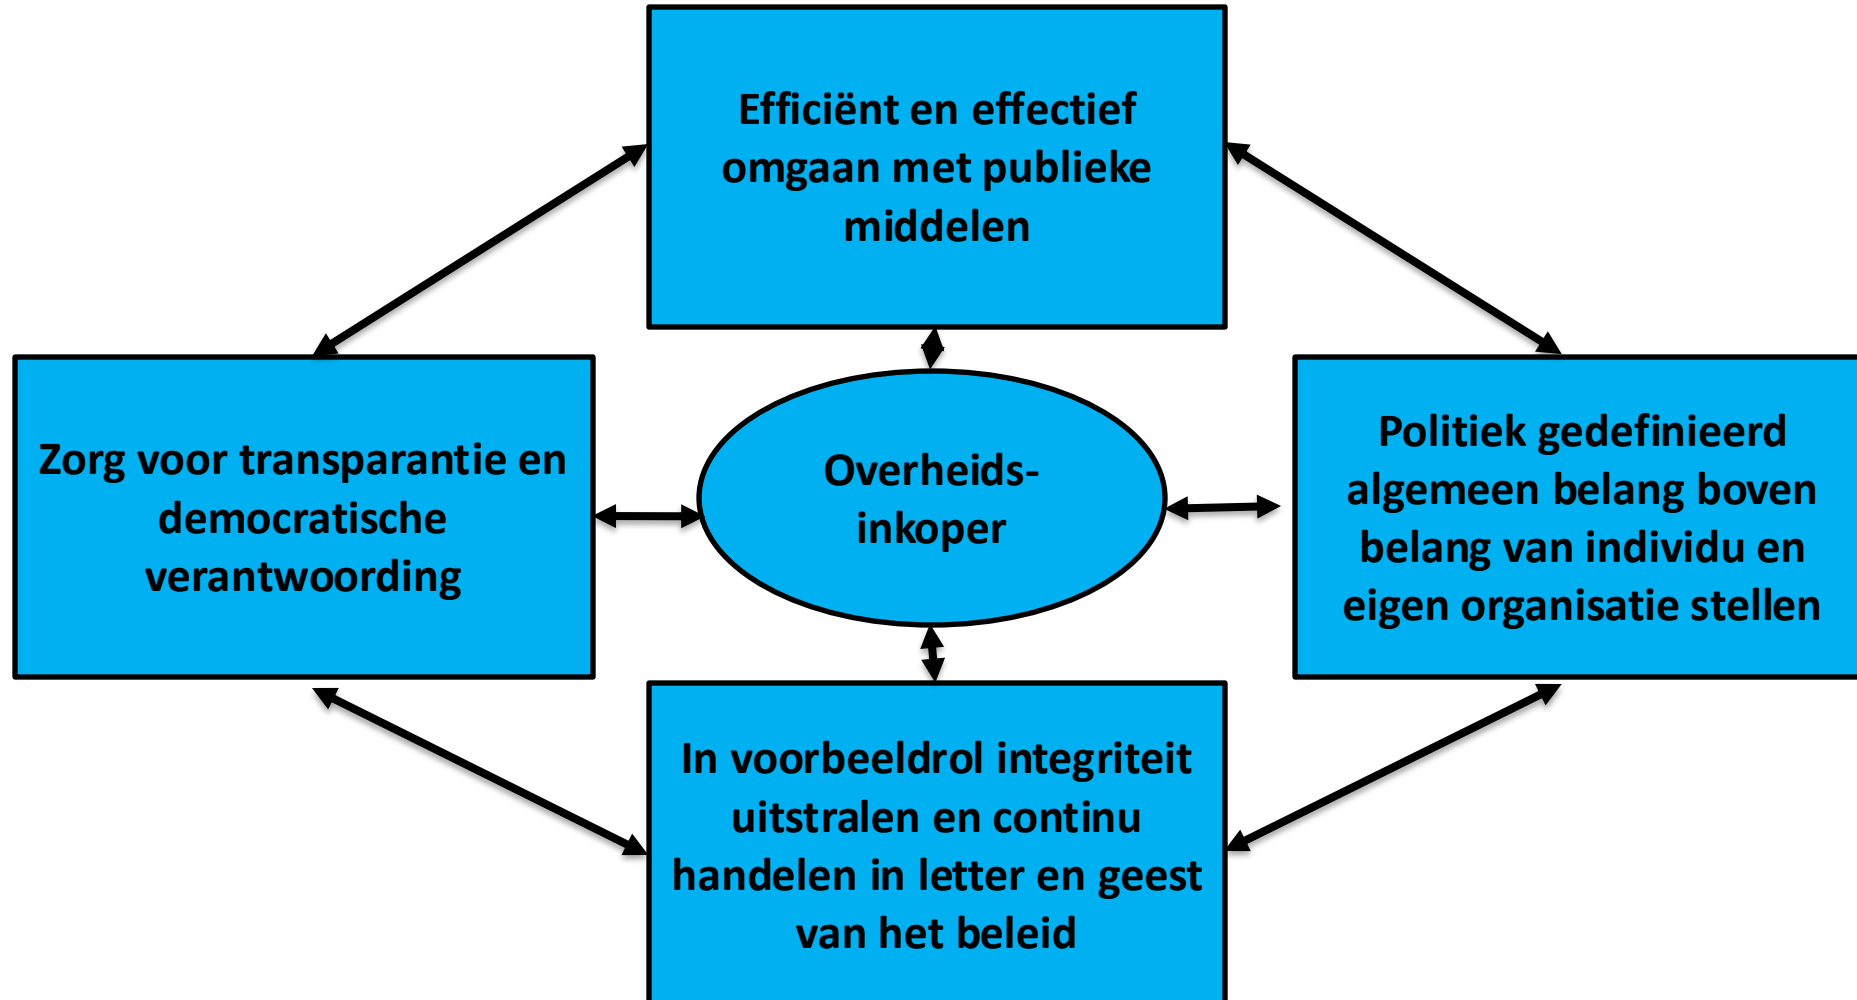 Efficiënt en effectief
omgaan met publieke
middelen
Zorg voor transparantie en
democratische
verantwoording
Overheids-
inkoper
Politiek gedefinieerd
algemeen belang boven
belang van individu en
eigen organisatie stellen
In voorbeeldrol integriteit
uitstralen en continu
handelen in letter en geest
van het beleid